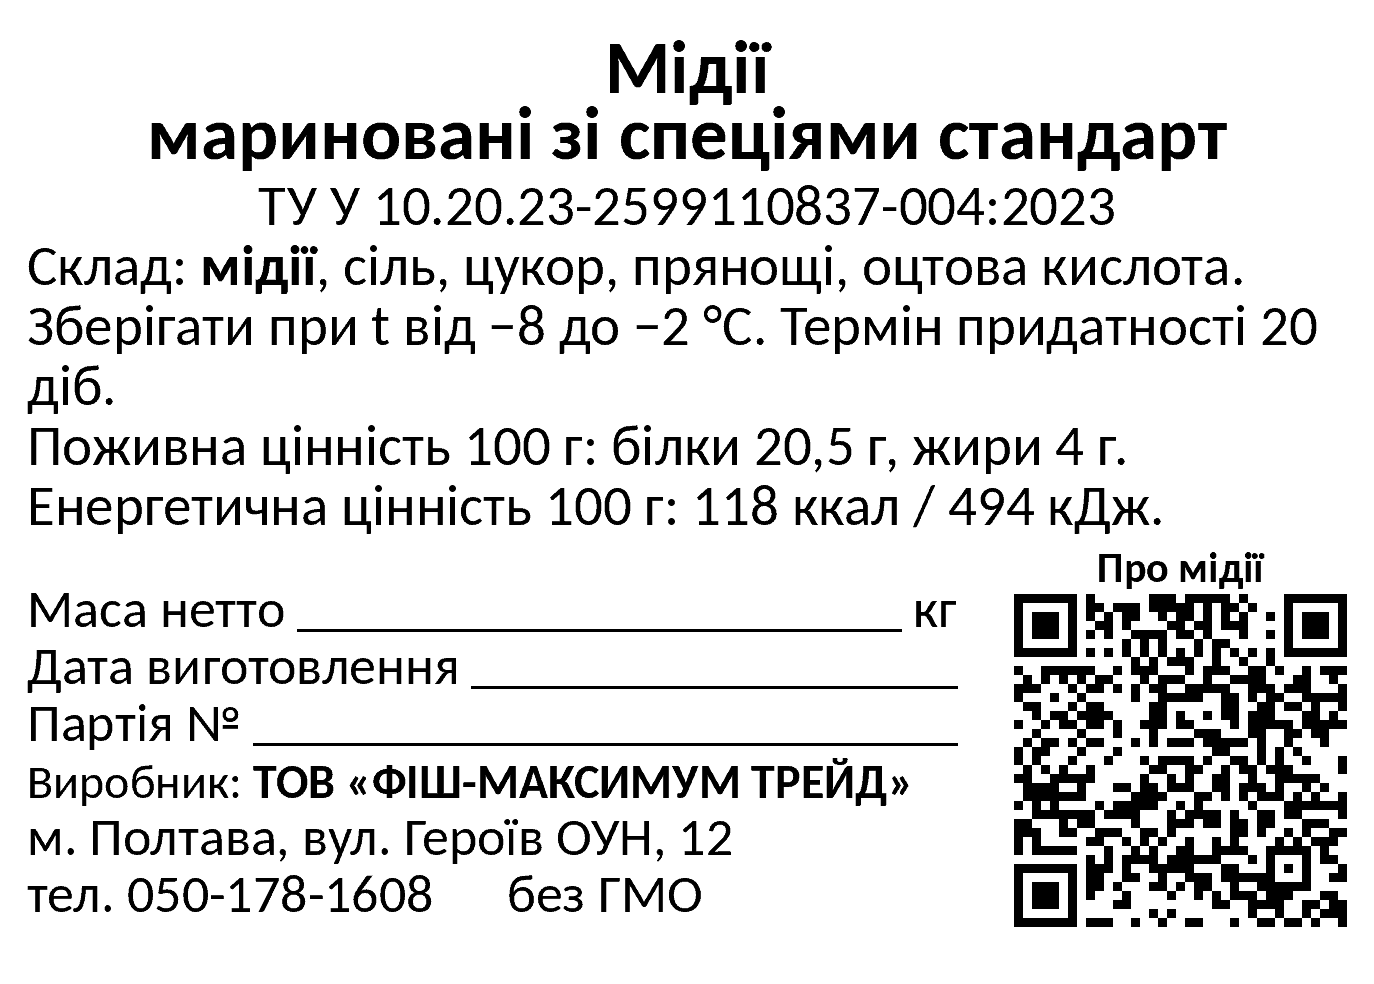 Мідії
мариновані зі спеціями стандарт
ТУ У 10.20.23-2599110837-004:2023
Склад: мідії, сіль, цукор, прянощі, оцтова кислота.
Зберігати при t від −8 до −2 °С. Термін придатності 20
діб.
Поживна цінність 100 г: білки 20,5 г, жири 4 г.
Енергетична цінність 100 г: 118 ккал / 494 кДж.
Про мідії
Маса нетто ______________________ кг
Дата виготовлення __________________
Партія № __________________________
Виробник: ТОВ «ФІШ-МАКСИМУМ ТРЕЙД»
м. Полтава, вул. Героїв ОУН, 12
тел. 050-178-1608 без ГМО